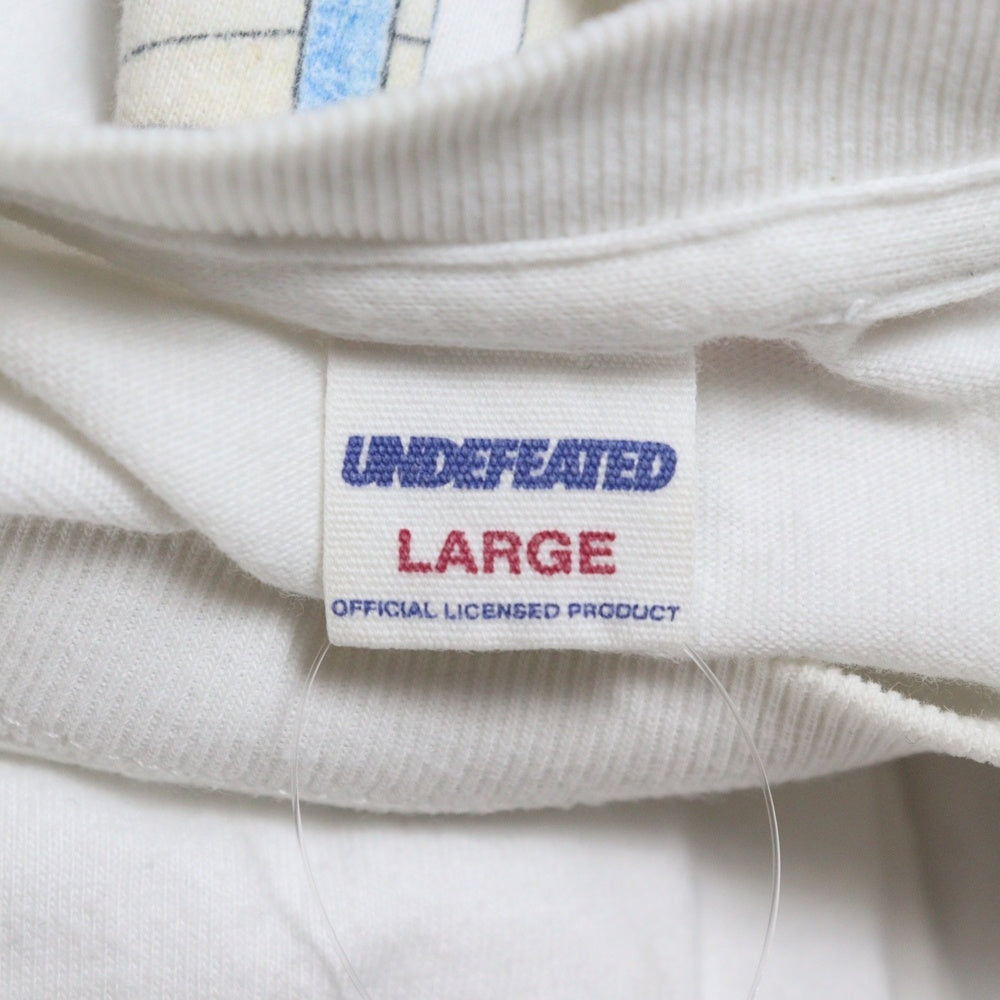 UNDEFEATED
LARGE
OFFICIAL LICENSED PRODUCT